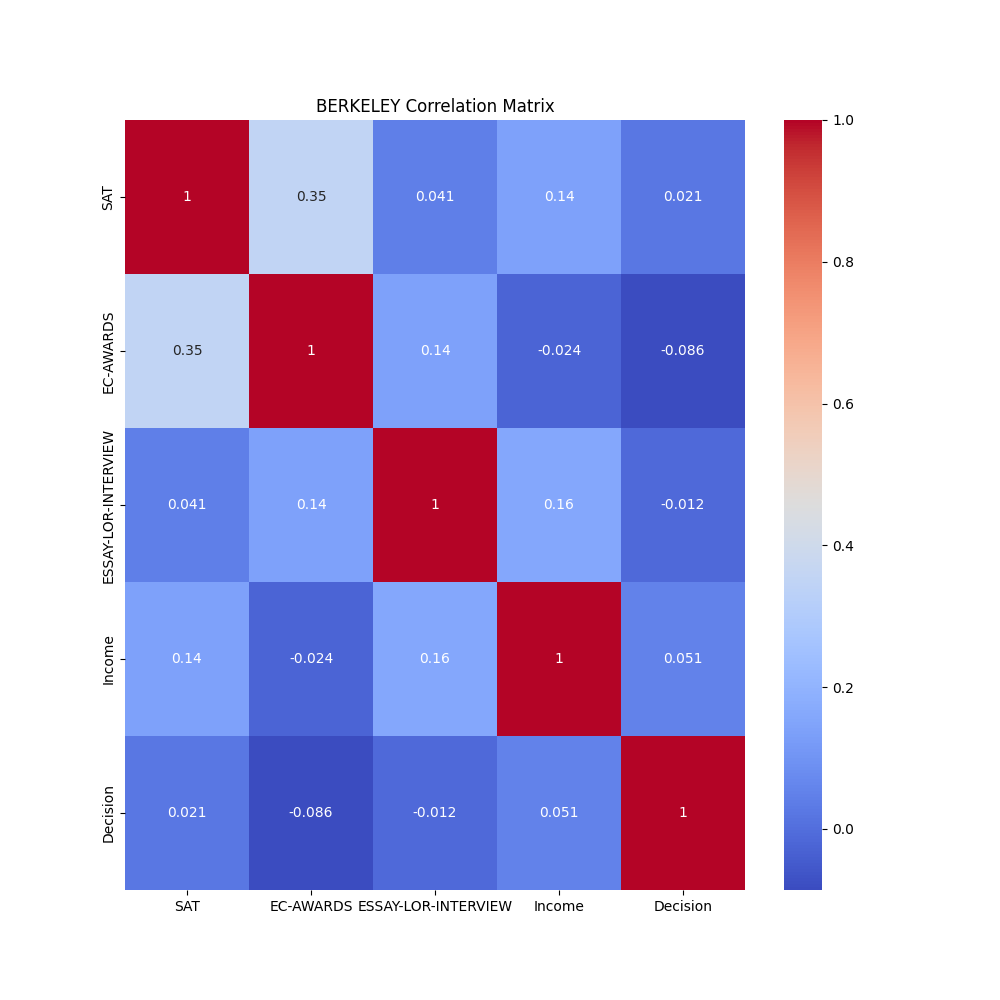 BERKELEY Correlation Matrix
SAT 1 0.35 0.041 0.14 0.021
EC-AWARDS 0.35 1 0.14 -0.024 -0.086
ESSAY-LOR-INTERVIEW 0.041 0.14 1 0.16 -0.012
Income 0.14 -0.024 0.16 1 0.051
Decision 0.021 -0.086 -0.012 0.051 1
SAT EC-AWARDS ESSAY-LOR-INTERVIEW Income Decision
1.0
0.8
0.6
0.4
0.2
0.0